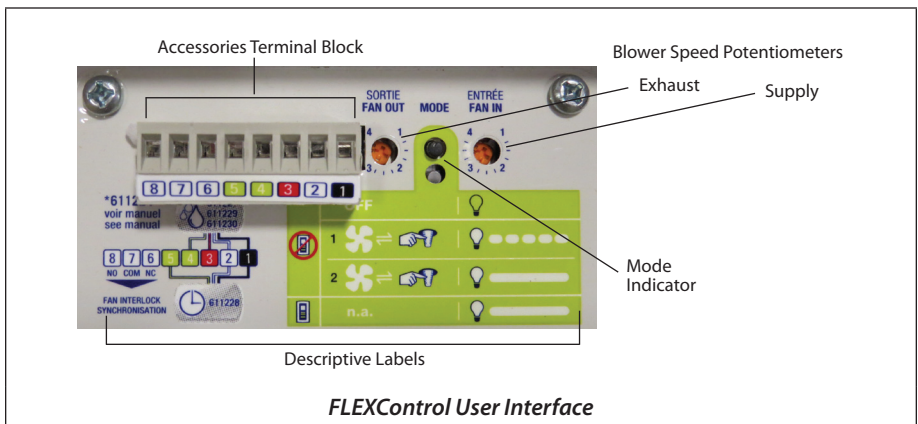 Accessories Terminal Block
Blower Speed Potentiometers
Exhaust
Supply
SORTIE
FAN OUT
MODE
ENTRÉE
FAN IN
4 1
3 2
4 1
3 2
8 7 6 5 4 3 2 1
voir manuel
see manual
611229
611230
OFF
1
2
n.a.
8 7 6 5 4 3 2 1
NO COM NC
FAN INTERLOCK
SYNCHRONISATION
611228
Mode
Indicator
Descriptive Labels
FLEXControl User Interface